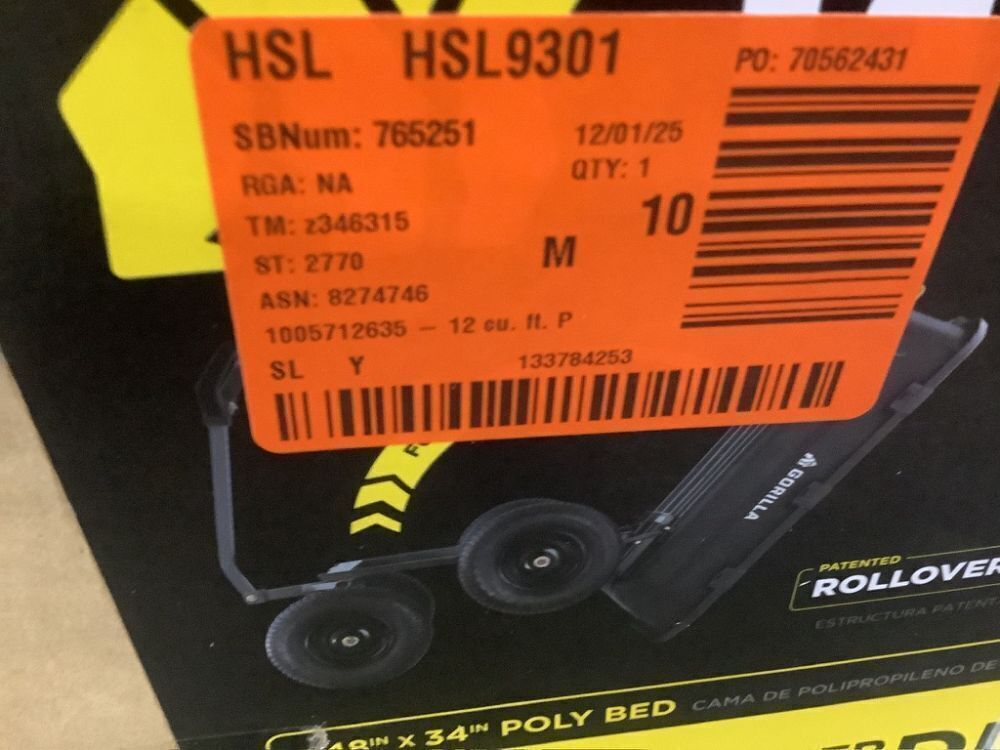 HSL HSL9301
PO: 70562431
SBNum: 765251
12/01/25
RGA: NA
QTY: 1
TM: z346315
10
ST: 2770
M
ASN: 8274746
1005712635 — 12 cu. ft. P
SL Y
133784253
GORILLA
PATENTED
ROLLOVER
ESTRUCTURA
48IN X 34IN POLY BED CAMA DE POLIPROPILENO DE